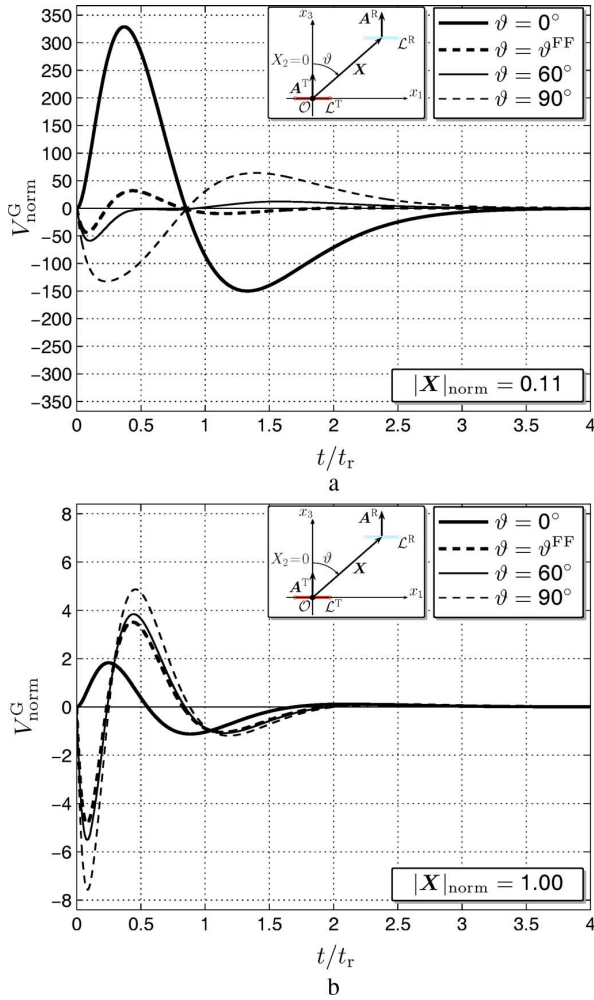 350
300
250
200
150
100
50
0
−50
−100
−150
−200
−250
−300
−350
V^G_norm
x₃
A^R
𝓛^R
X₂=0
ϑ
X
A^T
𝒪
𝓛^T
x₁
ϑ = 0°
ϑ = ϑ^FF
ϑ = 60°
ϑ = 90°
|X|norm = 0.11
0 0.5 1 1.5 2 2.5 3 3.5 4
t/t_r
a
8
6
4
2
0
−2
−4
−6
−8
V^G_norm
x₃
A^R
𝓛^R
X₂=0
ϑ
X
A^T
𝒪
𝓛^T
x₁
ϑ = 0°
ϑ = ϑ^FF
ϑ = 60°
ϑ = 90°
|X|norm = 1.00
0 0.5 1 1.5 2 2.5 3 3.5 4
t/t_r
b